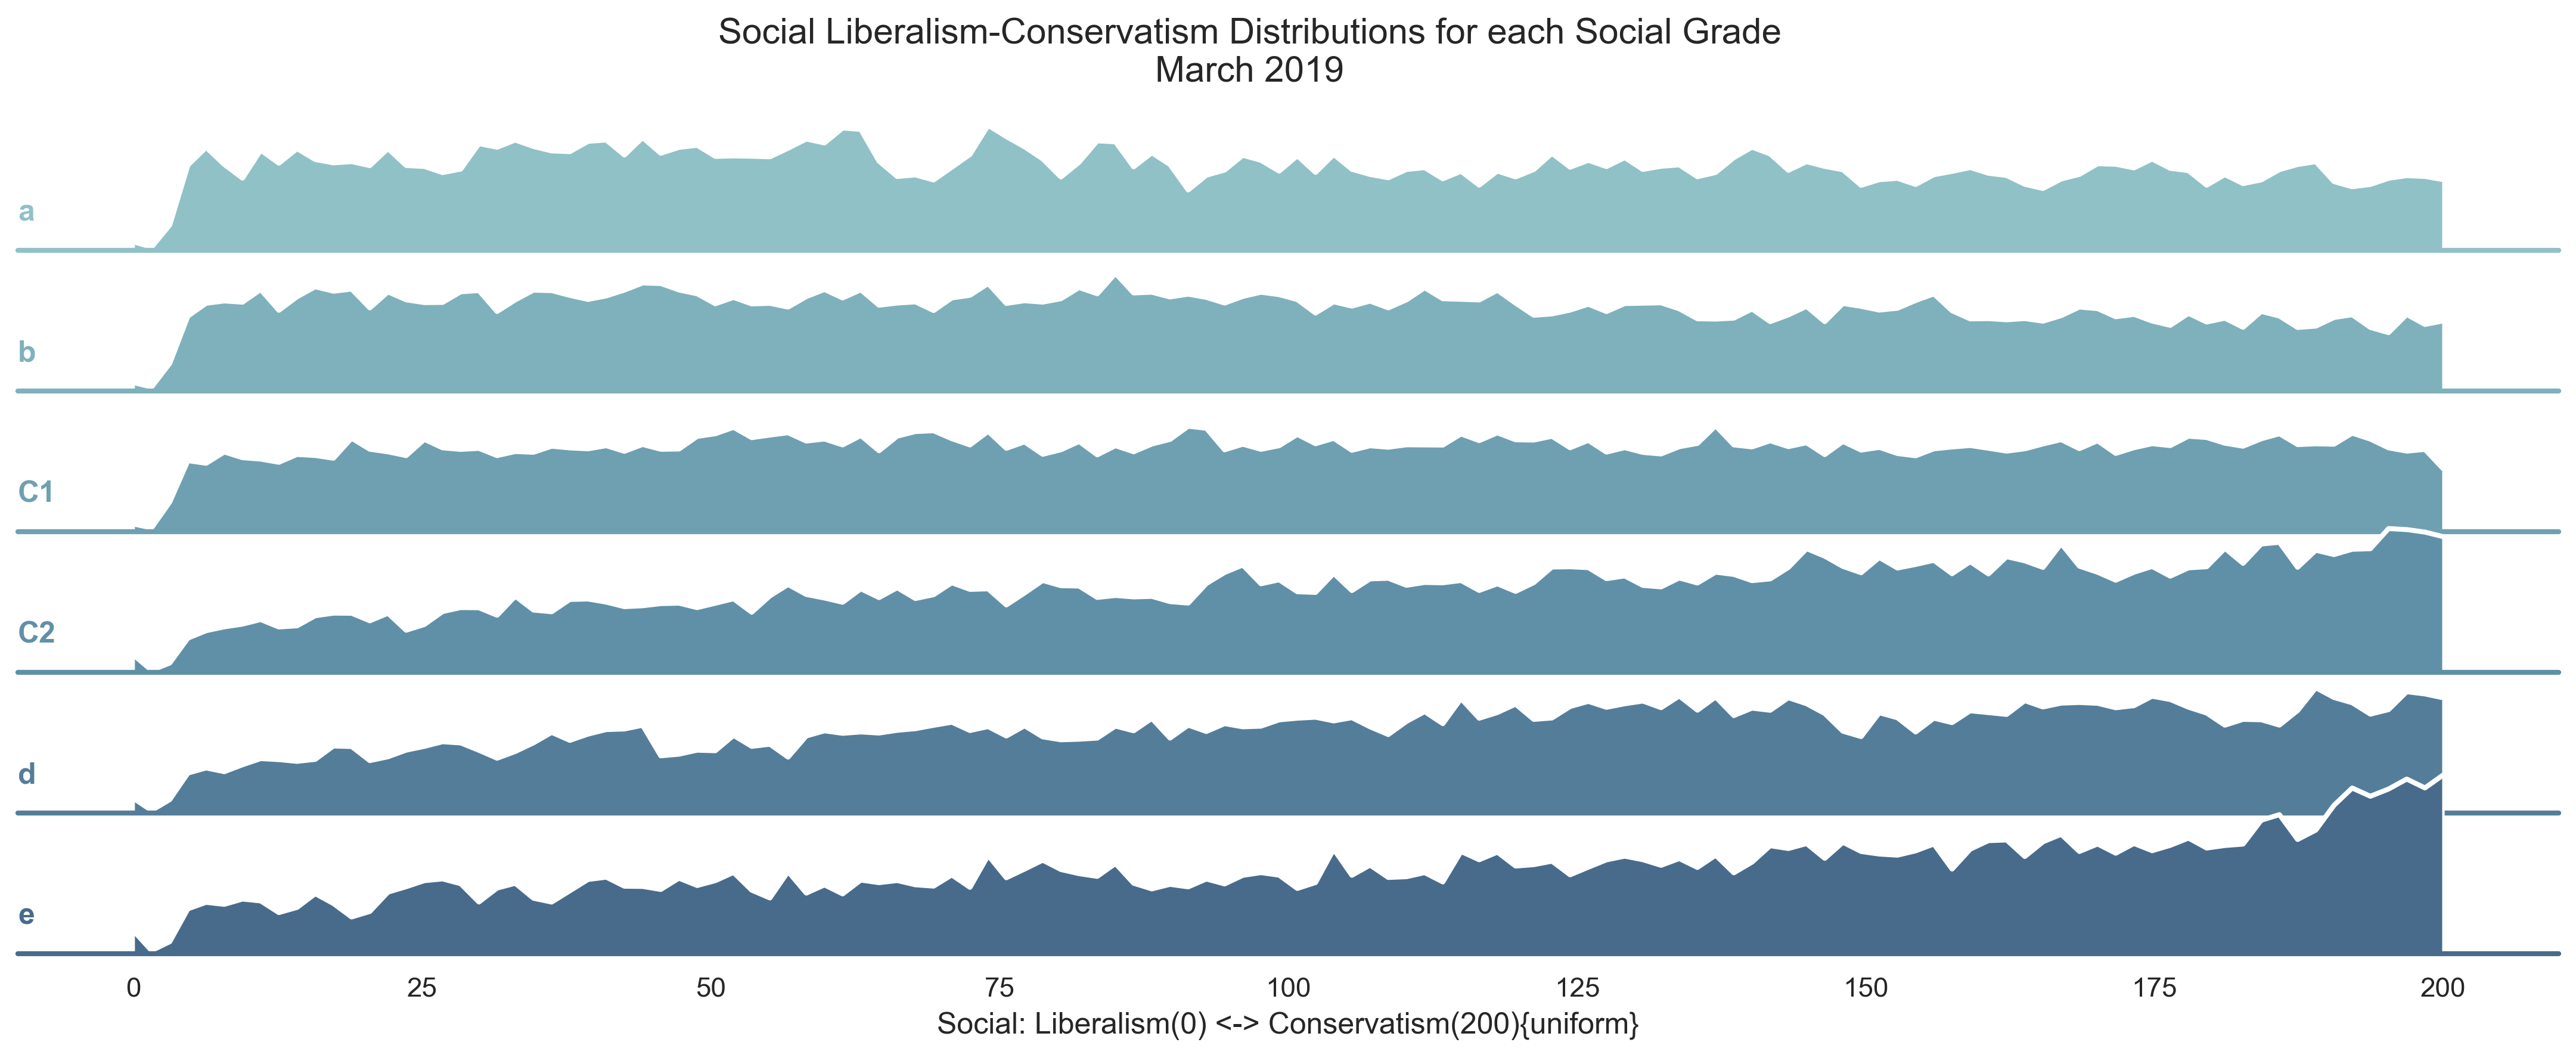 Social Liberalism-Conservatism Distributions for each Social Grade
March 2019
a
b
C1
C2
d
e
0 25 50 75 100 125 150 175 200
Social: Liberalism(0) <-> Conservatism(200){uniform}